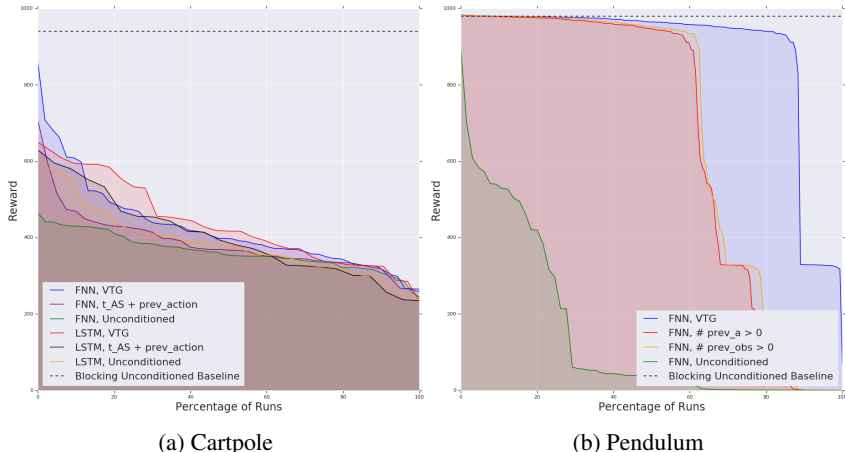 1000
800
600
400
200
0
Reward
FNN, VTG
FNN, t_AS + prev_action
FNN, Unconditioned
LSTM, VTG
LSTM, t_AS + prev_action
LSTM, Unconditioned
Blocking Unconditioned Baseline
0 20 40 60 80 100
Percentage of Runs
(a) Cartpole
1000
800
600
400
200
0
Reward
FNN, VTG
FNN, # prev_a > 0
FNN, # prev_obs > 0
FNN, Unconditioned
Blocking Unconditioned Baseline
0 20 40 60 80 100
Percentage of Runs
(b) Pendulum